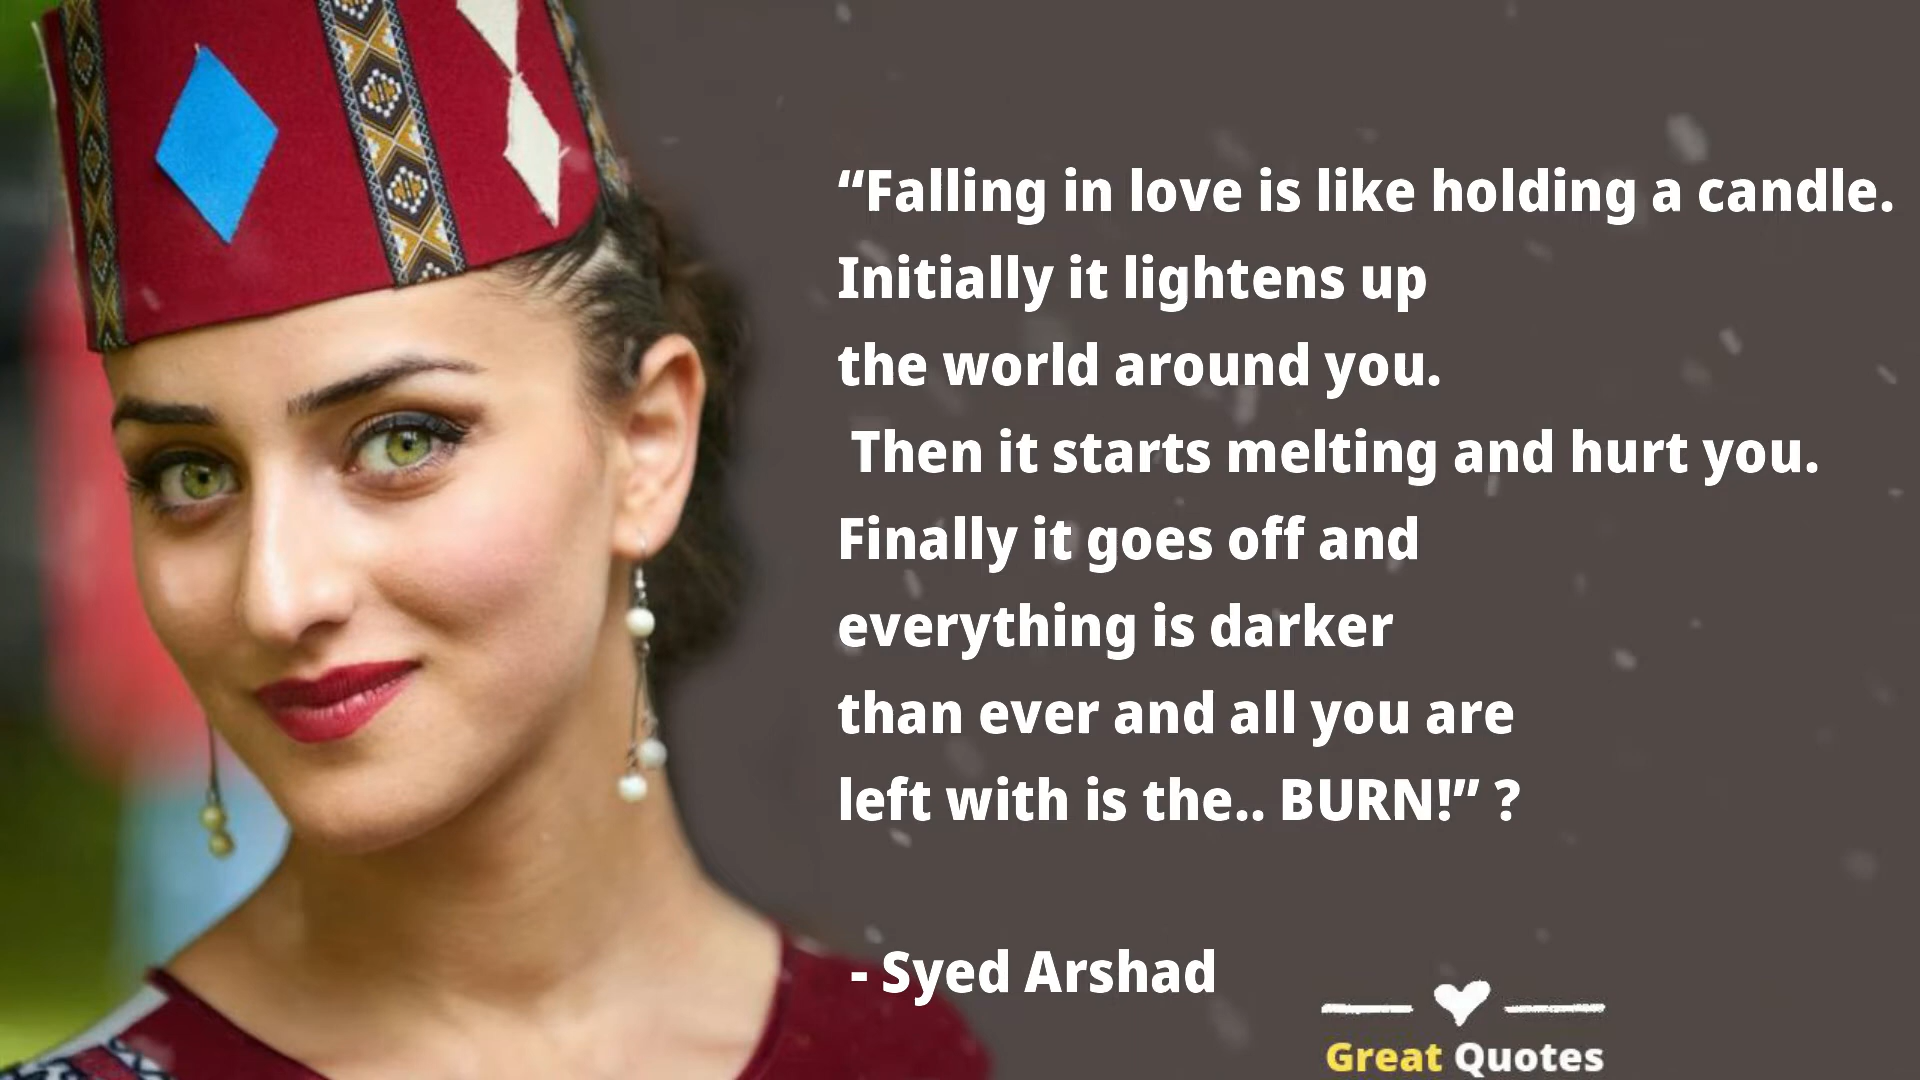 “Falling in love is like holding a candle.
Initially it lightens up
the world around you.
Then it starts melting and hurt you.
Finally it goes off and
everything is darker
than ever and all you are
left with is the.. BURN!” ?
- Syed Arshad
Great Quotes